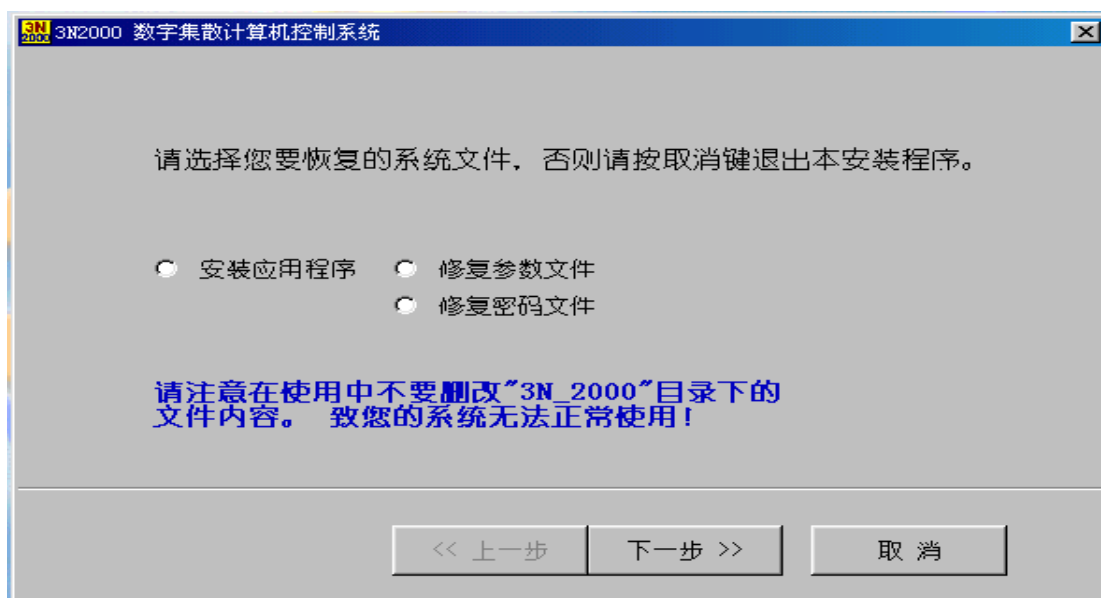 3N
2000
3N2000 数字集散计算机控制系统
请选择您要恢复的系统文件，否则请按取消键退出本安装程序。
安装应用程序 修复参数文件
修复密码文件
请注意在使用中不要删改"3N_2000"目录下的
文件内容。 致您的系统无法正常使用!
<< 上一步 下一步 >> 取 消